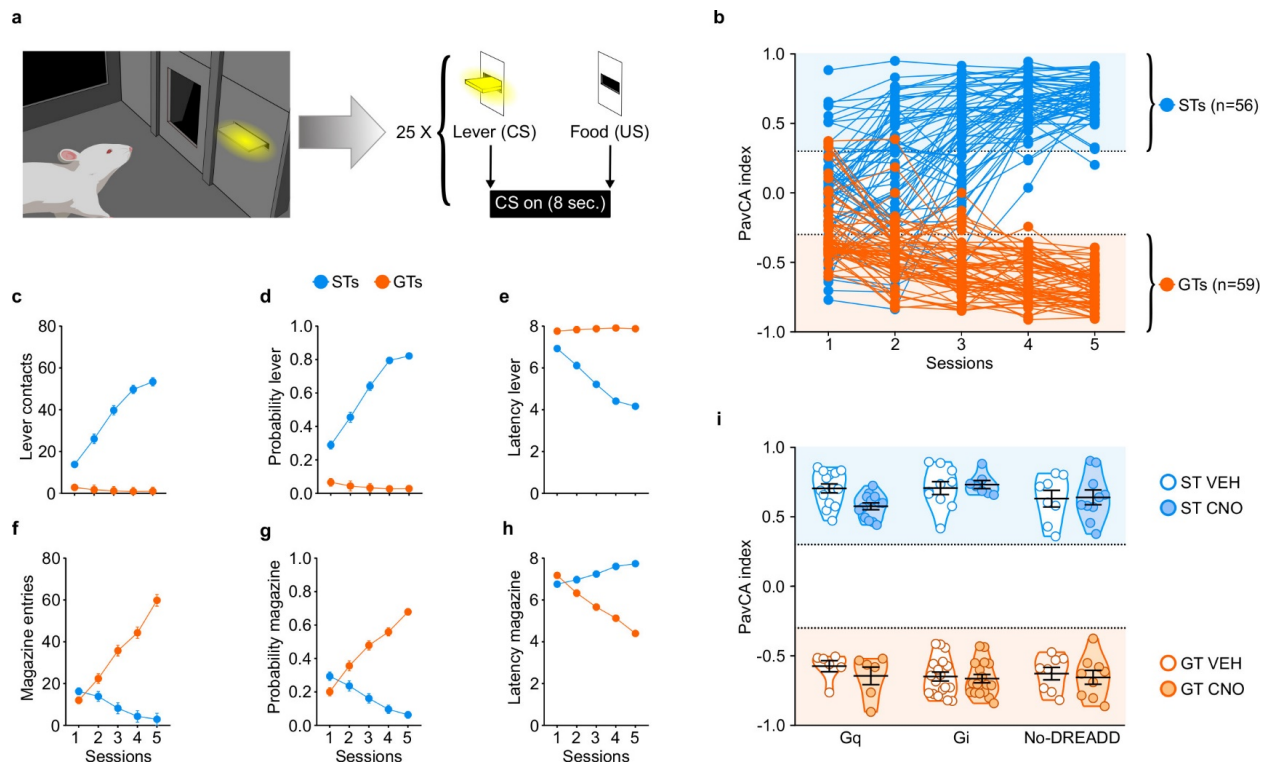 a
25 X
Lever (CS)
Food (US)
CS on (8 sec.)
b
1.0
0.5
0.0
-0.5
-1.0
PavCA index
1 2 3 4 5
Sessions
STs (n=56)
GTs (n=59)
STs
GTs
c
80
60
40
20
0
Lever contacts
d
1.0
0.8
0.6
0.4
0.2
0.0
Probability lever
e
8
6
4
2
0
Latency lever
f
80
60
40
20
0
Magazine entries
1 2 3 4 5
Sessions
g
1.0
0.8
0.6
0.4
0.2
0.0
Probability magazine
1 2 3 4 5
Sessions
h
8
6
4
2
0
Latency magazine
1 2 3 4 5
Sessions
i
1.0
0.5
0.0
-0.5
-1.0
PavCA index
Gq Gi No-DREADD
ST VEH
ST CNO
GT VEH
GT CNO